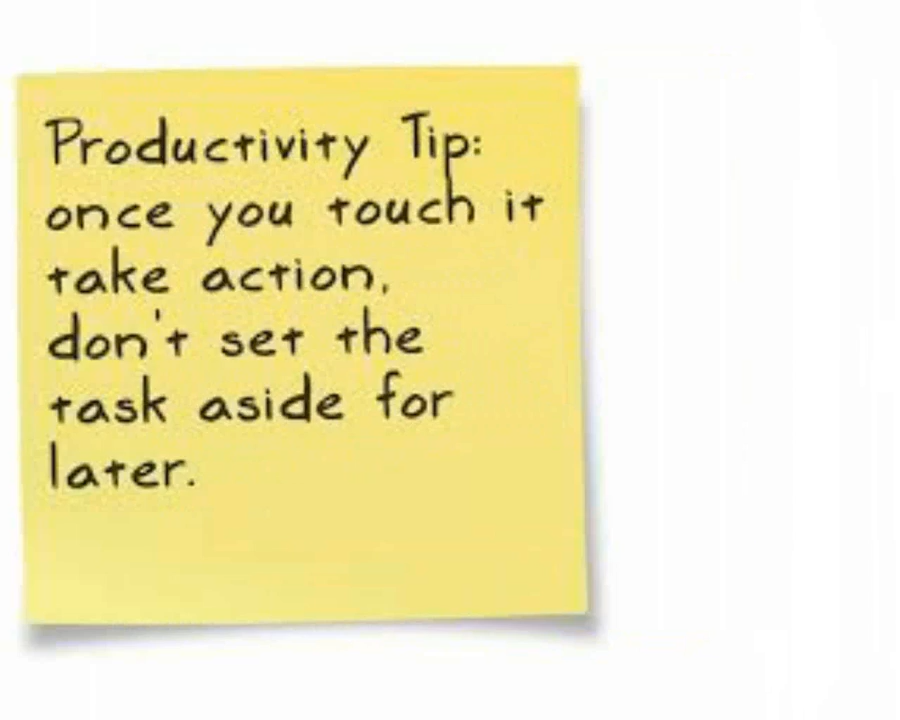 Productivity Tip:
once you touch it
take action,
don't set the
task aside for
later.